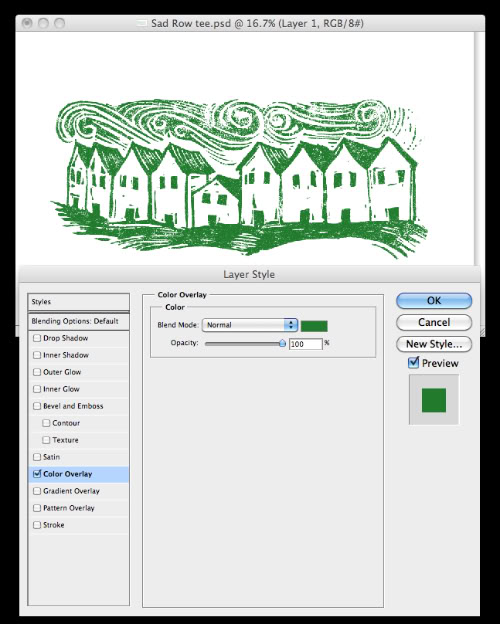 Sad Row tee.psd @ 16.7% (Layer 1, RGB/8#)
Layer Style
Styles
Blending Options: Default
Drop Shadow
Inner Shadow
Outer Glow
Inner Glow
Bevel and Emboss
Contour
Texture
Satin
Color Overlay
Gradient Overlay
Pattern Overlay
Stroke
Color Overlay
Color
Blend Mode: Normal
Opacity: 100 %
OK
Cancel
New Style...
Preview